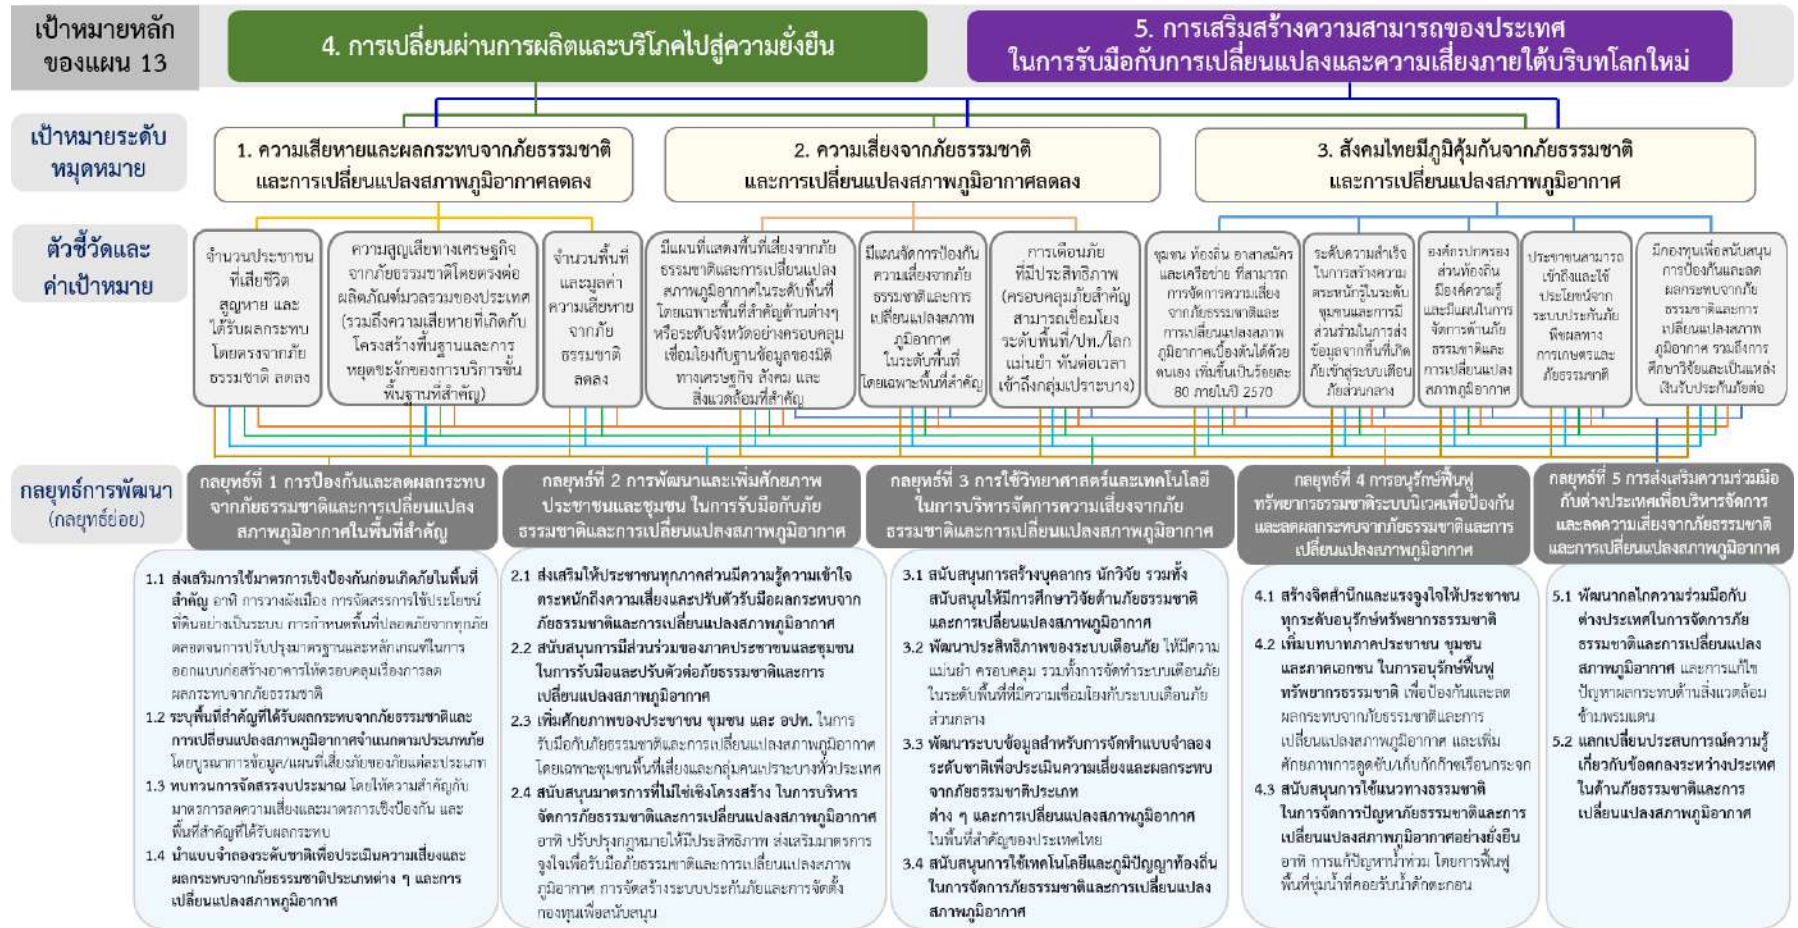 เป้าหมายหลัก
ของแผน 13
4. การเปลี่ยนผ่านการผลิตและบริโภคไปสู่ความยั่งยืน
5. การเสริมสร้างความสามารถของประเทศ
ในการรับมือกับการเปลี่ยนแปลงและความเสี่ยงภายใต้บริบทโลกใหม่
เป้าหมายระดับ
หมุดหมาย
1. ความเสียหายและผลกระทบจากภัยธรรมชาติ
และการเปลี่ยนแปลงสภาพภูมิอากาศลดลง
2. ความเสี่ยงจากภัยธรรมชาติ
และการเปลี่ยนแปลงสภาพภูมิอากาศลดลง
3. สังคมไทยมีภูมิคุ้มกันจากภัยธรรมชาติ
และการเปลี่ยนแปลงสภาพภูมิอากาศ
ตัวชี้วัดและ
ค่าเป้าหมาย
จำนวนประชาชน
ที่เสียชีวิต
สูญหาย และ
ได้รับผลกระทบ
โดยตรงจากภัย
ธรรมชาติ ลดลง
ความสูญเสียทางเศรษฐกิจ
จากภัยธรรมชาติโดยตรงต่อ
ผลิตภัณฑ์มวลรวมของประเทศ
(รวมถึงความเสียหายที่เกิดกับ
โครงสร้างพื้นฐานและการ
หยุดชะงักของการบริการขั้น
พื้นฐานที่สำคัญ)
จำนวนพื้นที่
และมูลค่า
ความเสียหาย
จากภัย
ธรรมชาติ
ลดลง
มีแผนที่แสดงพื้นที่เสี่ยงจากภัย
ธรรมชาติและการเปลี่ยนแปลง
สภาพภูมิอากาศในระดับพื้นที่
โดยเฉพาะพื้นที่สำคัญด้านต่างๆ
หรือระดับจังหวัดอย่างครอบคลุม
เชื่อมโยงกับฐานข้อมูลของมิติ
ทางเศรษฐกิจ สังคม และ
สิ่งแวดล้อมที่สำคัญ
มีแผนจัดการป้องกัน
ความเสี่ยงจากภัย
ธรรมชาติและการ
เปลี่ยนแปลงสภาพ
ภูมิอากาศ
ในระดับพื้นที่
โดยเฉพาะพื้นที่สำคัญ
การเตือนภัย
ที่มีประสิทธิภาพ
(ครอบคลุมภัยสำคัญ
สามารถเชื่อมโยง
ระดับพื้นที่/ปท./โลก
แม่นยำ ทันต่อเวลา
เข้าถึงกลุ่มเปราะบาง)
ชุมชน ท้องถิ่น อาสาสมัคร
และเครือข่าย ที่สามารถ
การจัดการความเสี่ยง
จากภัยธรรมชาติและ
การเปลี่ยนแปลงสภาพ
ภูมิอากาศเบื้องต้นได้ด้วย
ตนเอง เพิ่มขึ้นเป็นร้อยละ
80 ภายในปี 2570
ระดับความสำเร็จ
ในการสร้างความ
ตระหนักรู้ในระดับ
ชุมชนและการมี
ส่วนร่วมในการส่ง
ข้อมูลจากพื้นที่เกิด
ภัยเข้าสู่ระบบเตือน
ภัยส่วนกลาง
องค์กรปกครอง
ส่วนท้องถิ่น
มีองค์ความรู้
และมีแผนในการ
จัดการด้านภัย
ธรรมชาติและ
การเปลี่ยนแปลง
สภาพภูมิอากาศ
ประชาชนสามารถ
เข้าถึงและใช้
ประโยชน์จาก
ระบบประกันภัย
พืชผลทาง
การเกษตรและ
ภัยธรรมชาติ
มีกองทุนเพื่อสนับสนุน
การป้องกันและลด
ผลกระทบจากภัย
ธรรมชาติและการ
เปลี่ยนแปลงสภาพ
ภูมิอากาศ รวมถึงการ
ศึกษาวิจัยและเป็นแหล่ง
เงินรับประกันภัยต่อ
กลยุทธ์การพัฒนา
(กลยุทธ์ย่อย)
กลยุทธ์ที่ 1 การป้องกันและลดผลกระทบ
จากภัยธรรมชาติและการเปลี่ยนแปลง
สภาพภูมิอากาศในพื้นที่สำคัญ
กลยุทธ์ที่ 2 การพัฒนาและเพิ่มศักยภาพ
ประชาชนและชุมชน ในการรับมือกับภัย
ธรรมชาติและการเปลี่ยนแปลงสภาพภูมิอากาศ
กลยุทธ์ที่ 3 การใช้วิทยาศาสตร์และเทคโนโลยี
ในการบริหารจัดการความเสี่ยงจากภัย
ธรรมชาติและการเปลี่ยนแปลงสภาพภูมิอากาศ
กลยุทธ์ที่ 4 การอนุรักษ์ฟื้นฟู
ทรัพยากรธรรมชาติระบบนิเวศเพื่อป้องกัน
และลดผลกระทบจากภัยธรรมชาติและการ
เปลี่ยนแปลงสภาพภูมิอากาศ
กลยุทธ์ที่ 5 การส่งเสริมความร่วมมือ
กับต่างประเทศเพื่อบริหารจัดการ
และลดความเสี่ยงจากภัยธรรมชาติ
และการเปลี่ยนแปลงสภาพภูมิอากาศ
1.1 ส่งเสริมการใช้มาตรการเชิงป้องกันก่อนเกิดภัยในพื้นที่
สำคัญ อาทิ การวางผังเมือง การจัดสรรการใช้ประโยชน์
ที่ดินอย่างเป็นระบบ การกำหนดพื้นที่ปลอดภัยจากทุกภัย
ตลอดจนการปรับปรุงมาตรฐานและหลักเกณฑ์ในการ
ออกแบบก่อสร้างอาคารให้ครอบคลุมเรื่องการลด
ผลกระทบจากภัยธรรมชาติ
1.2 ระบุพื้นที่สำคัญที่ได้รับผลกระทบจากภัยธรรมชาติและ
การเปลี่ยนแปลงสภาพภูมิอากาศจำแนกตามประเภทภัย
โดยบูรณาการข้อมูล/แผนที่เสี่ยงภัยของภัยแต่ละประเภท
1.3 ทบทวนการจัดสรรงบประมาณ โดยให้ความสำคัญกับ
มาตรการลดความเสี่ยงและมาตรการเชิงป้องกัน และ
พื้นที่สำคัญที่ได้รับผลกระทบ
1.4 นำแบบจำลองระดับชาติเพื่อประเมินความเสี่ยงและ
ผลกระทบจากภัยธรรมชาติประเภทต่าง ๆ และการ
เปลี่ยนแปลงสภาพภูมิอากาศ
2.1 ส่งเสริมให้ประชาชนทุกภาคส่วนมีความรู้ความเข้าใจ
ตระหนักถึงความเสี่ยงและปรับตัวรับมือผลกระทบจาก
ภัยธรรมชาติและการเปลี่ยนแปลงสภาพภูมิอากาศ
2.2 สนับสนุนการมีส่วนร่วมของภาคประชาชนและชุมชน
ในการรับมือและปรับตัวต่อภัยธรรมชาติและการ
เปลี่ยนแปลงสภาพภูมิอากาศ
2.3 เพิ่มศักยภาพของประชาชน ชุมชน และ อปท. ในการ
รับมือกับภัยธรรมชาติและการเปลี่ยนแปลงสภาพภูมิอากาศ
โดยเฉพาะชุมชนพื้นที่เสี่ยงและกลุ่มคนเปราะบางทั่วประเทศ
2.4 สนับสนุนมาตรการที่ไม่ใช่เชิงโครงสร้าง ในการบริหาร
จัดการภัยธรรมชาติและการเปลี่ยนแปลงสภาพภูมิอากาศ
อาทิ ปรับปรุงกฎหมายให้มีประสิทธิภาพ ส่งเสริมมาตรการ
จูงใจเพื่อรับมือภัยธรรมชาติและการเปลี่ยนแปลงสภาพ
ภูมิอากาศ การจัดสร้างระบบประกันภัยและการจัดตั้ง
กองทุนเพื่อสนับสนุน
3.1 สนับสนุนการสร้างบุคลากร นักวิจัย รวมทั้ง
สนับสนุนให้มีการศึกษาวิจัยด้านภัยธรรมชาติ
และการเปลี่ยนแปลงสภาพภูมิอากาศ
3.2 พัฒนาประสิทธิภาพของระบบเตือนภัย ให้มีความ
แม่นยำ ครอบคลุม รวมทั้งการจัดทำระบบเตือนภัย
ในระดับพื้นที่ที่มีความเชื่อมโยงกับระบบเตือนภัย
ส่วนกลาง
3.3 พัฒนาระบบข้อมูลสำหรับการจัดทำแบบจำลอง
ระดับชาติเพื่อประเมินความเสี่ยงและผลกระทบ
จากภัยธรรมชาติประเภท
ต่าง ๆ และการเปลี่ยนแปลงสภาพภูมิอากาศ
ในพื้นที่สำคัญของประเทศไทย
3.4 สนับสนุนการใช้เทคโนโลยีและภูมิปัญญาท้องถิ่น
ในการจัดการภัยธรรมชาติและการเปลี่ยนแปลง
สภาพภูมิอากาศ
4.1 สร้างจิตสำนึกและแรงจูงใจให้ประชาชน
ทุกระดับอนุรักษ์ทรัพยากรธรรมชาติ
4.2 เพิ่มบทบาทภาคประชาชน ชุมชน
และภาคเอกชน ในการอนุรักษ์ฟื้นฟู
ทรัพยากรธรรมชาติ เพื่อป้องกันและลด
ผลกระทบจากภัยธรรมชาติและการ
เปลี่ยนแปลงสภาพภูมิอากาศ และเพิ่ม
ศักยภาพการดูดซับ/เก็บกักก๊าซเรือนกระจก
4.3 สนับสนุนการใช้แนวทางธรรมชาติ
ในการจัดการปัญหาภัยธรรมชาติและการ
เปลี่ยนแปลงสภาพภูมิอากาศอย่างยั่งยืน
อาทิ การแก้ปัญหาน้ำท่วม โดยการฟื้นฟู
พื้นที่ชุ่มน้ำที่คอยรับน้ำดักตะกอน
5.1 พัฒนากลไกความร่วมมือกับ
ต่างประเทศในการจัดการภัย
ธรรมชาติและการเปลี่ยนแปลง
สภาพภูมิอากาศ และการแก้ไข
ปัญหาผลกระทบด้านสิ่งแวดล้อม
ข้ามพรมแดน
5.2 แลกเปลี่ยนประสบการณ์ความรู้
เกี่ยวกับข้อตกลงระหว่างประเทศ
ในด้านภัยธรรมชาติและการ
เปลี่ยนแปลงสภาพภูมิอากาศ